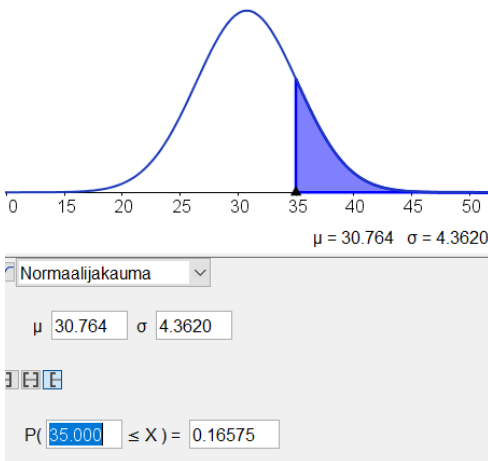 0 15 20 25 30 35 40 45 50
μ = 30.764 σ = 4.3620
Normaalijakauma
μ 30.764 σ 4.3620
P( 35.000 ≤ X ) = 0.16575